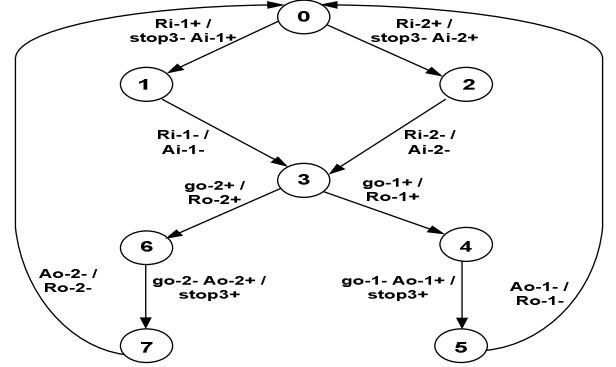 0
Ri-1+ /
stop3- Ai-1+
Ri-2+ /
stop3- Ai-2+
1
2
Ri-1- /
Ai-1-
Ri-2- /
Ai-2-
3
go-2+ /
Ro-2+
go-1+ /
Ro-1+
6
4
Ao-2- /
Ro-2-
go-2- Ao-2+ /
stop3+
go-1- Ao-1+ /
stop3+
Ao-1- /
Ro-1-
7
5